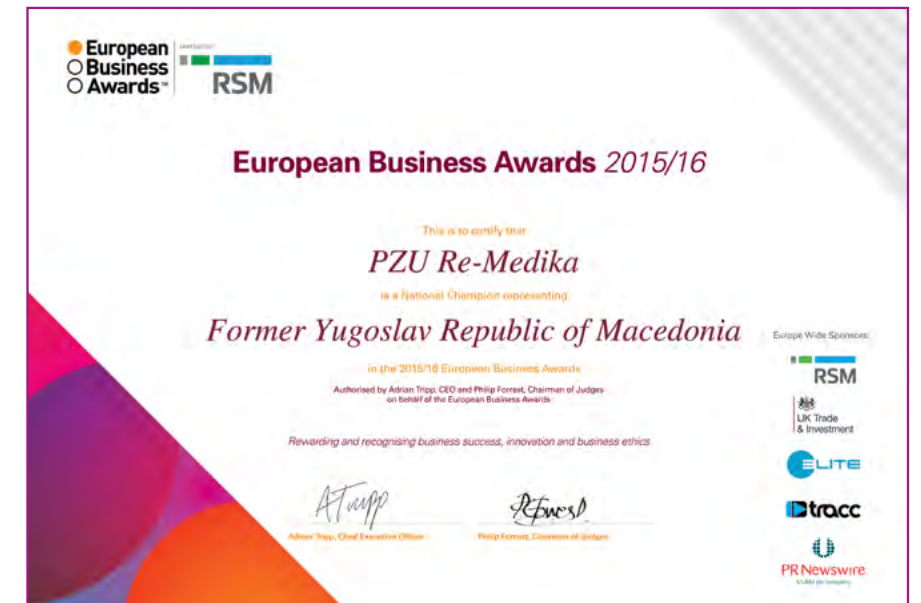 European
Business
Awards™
RSM
European Business Awards 2015/16
This is to certify that
PZU Re-Medika
is a National Champion representing
Former Yugoslav Republic of Macedonia
in the 2015/16 European Business Awards
Authorised by Adrian Tripp, CEO and Philip Forrest, Chairman of Judges
on behalf of the European Business Awards
Rewarding and recognising business success, innovation and business ethics
Adrian Tripp, Chief Executive Officer
Philip Forrest, Chairman of Judges
Europe Wide Sponsors:
RSM
UK Trade
& Investment
ELITE
tracc
PR Newswire